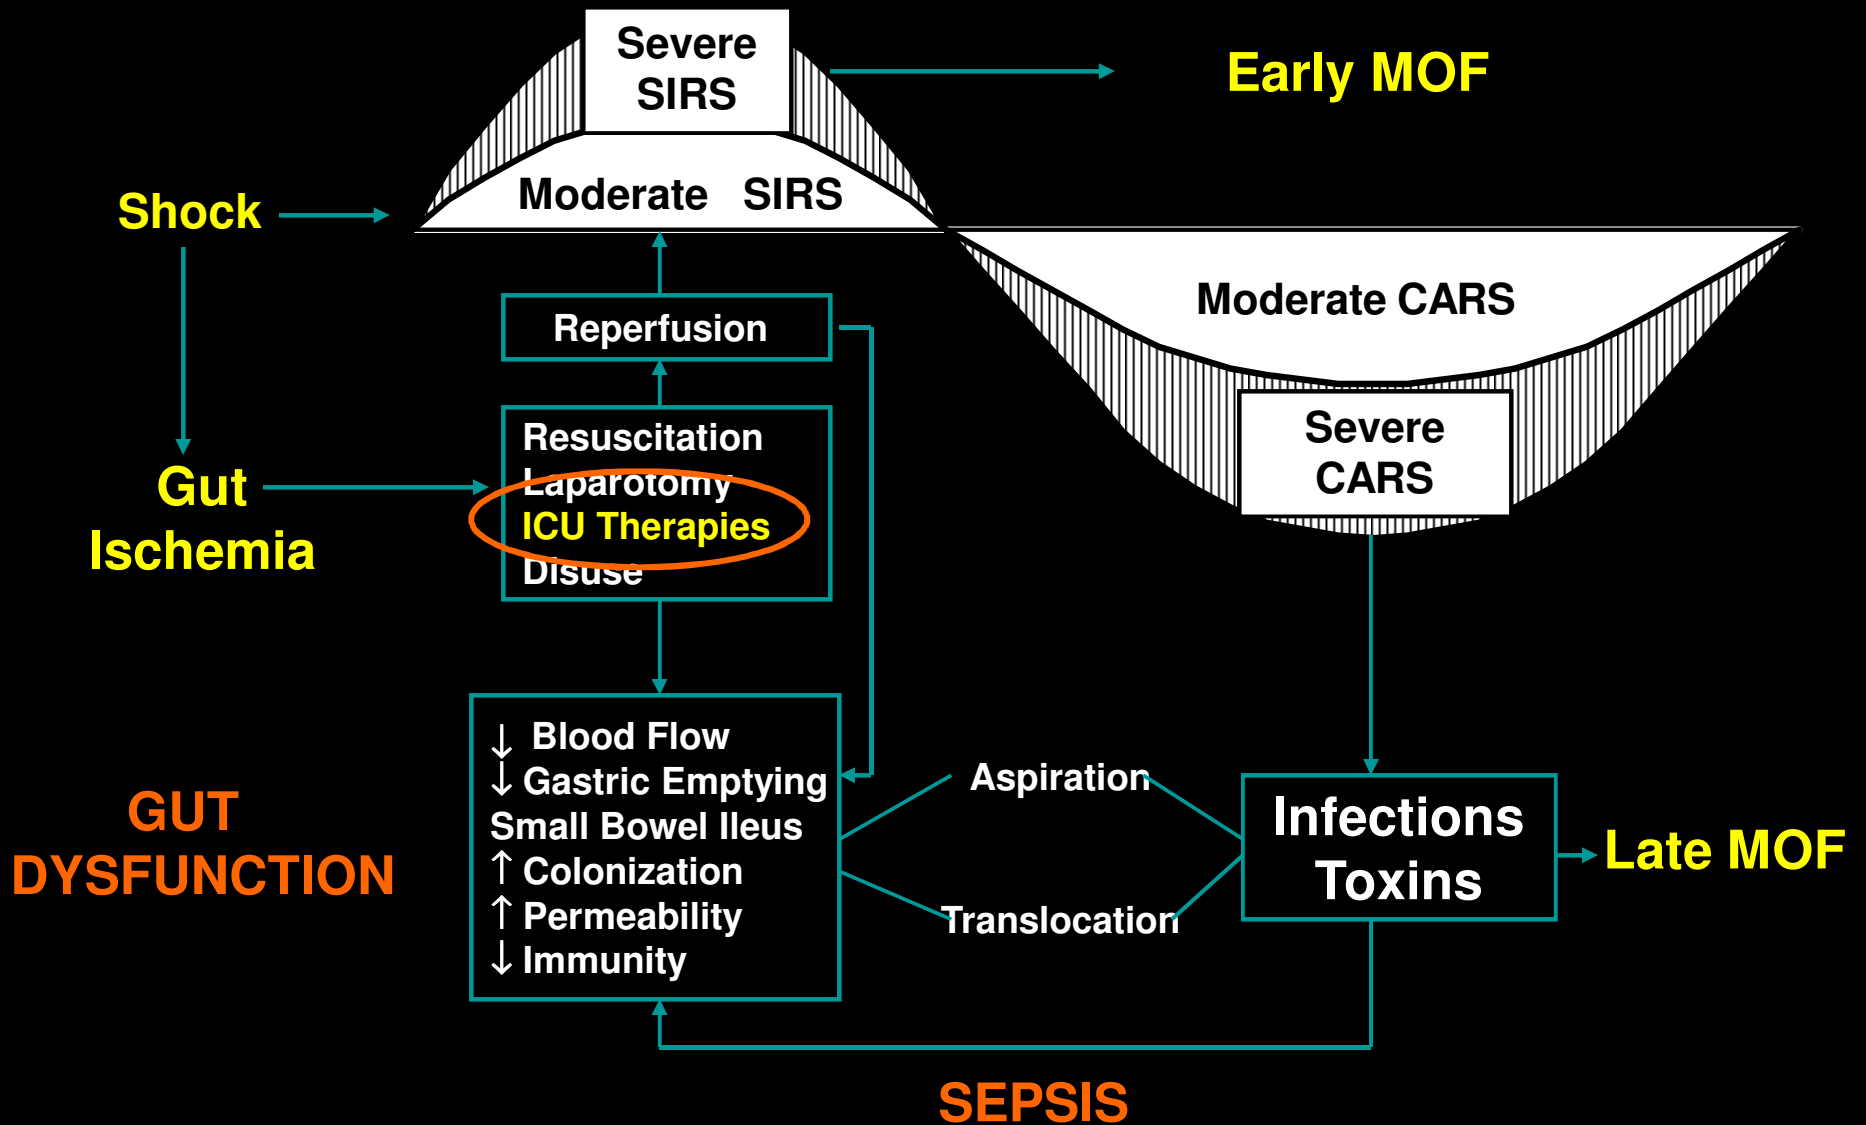 Severe
SIRS
Early MOF
Moderate SIRS
Shock
Moderate CARS
Reperfusion
Severe
CARS
Resuscitation
Laparotomy
ICU Therapies
Disuse
Gut
Ischemia
↓ Blood Flow
↓ Gastric Emptying
Small Bowel Ileus
↑ Colonization
↑ Permeability
↓ Immunity
Aspiration
Translocation
Infections
Toxins
Late MOF
GUT
DYSFUNCTION
SEPSIS